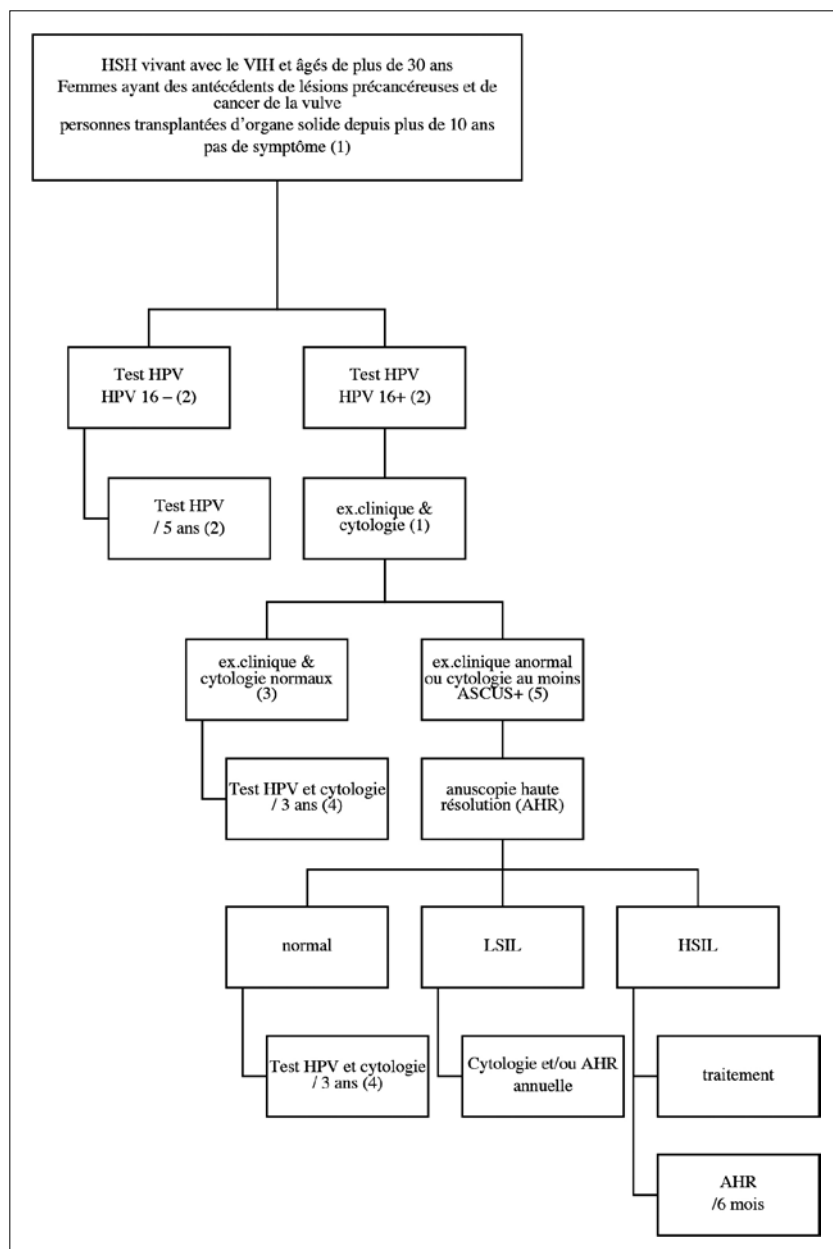 HSH vivant avec le VIH et âgés de plus de 30 ans
Femmes ayant des antécédents de lésions précancéreuses et de
cancer de la vulve
personnes transplantées d'organe solide depuis plus de 10 ans
pas de symptôme (1)
Test HPV
HPV 16 – (2)
Test HPV
HPV 16+ (2)
Test HPV
/ 5 ans (2)
ex.clinique &
cytologie (1)
ex.clinique &
cytologie normaux
(3)
ex.clinique anormal
ou cytologie au moins
ASCUS+ (5)
Test HPV et cytologie
/ 3 ans (4)
anuscopie haute
résolution (AHR)
normal
LSIL
HSIL
Test HPV et cytologie
/ 3 ans (4)
Cytologie et/ou AHR
annuelle
traitement
AHR
/6 mois